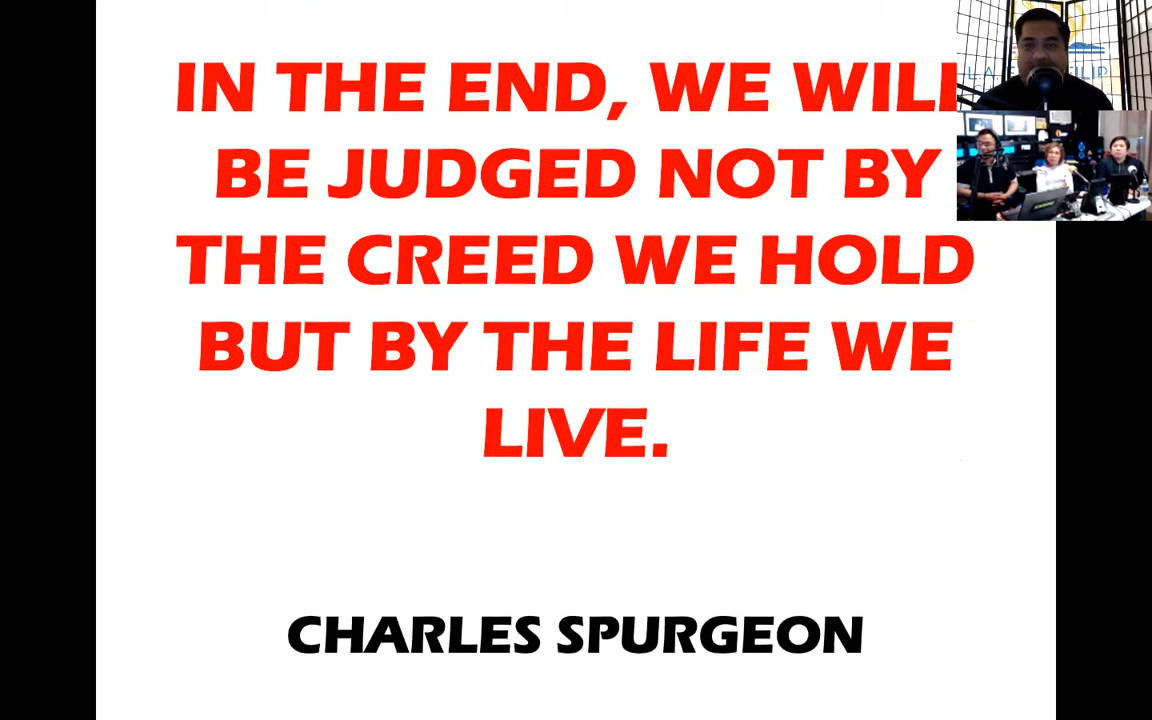 IN THE END, WE WILL
BE JUDGED NOT BY
THE CREED WE HOLD
BUT BY THE LIFE WE
LIVE.
CHARLES SPURGEON